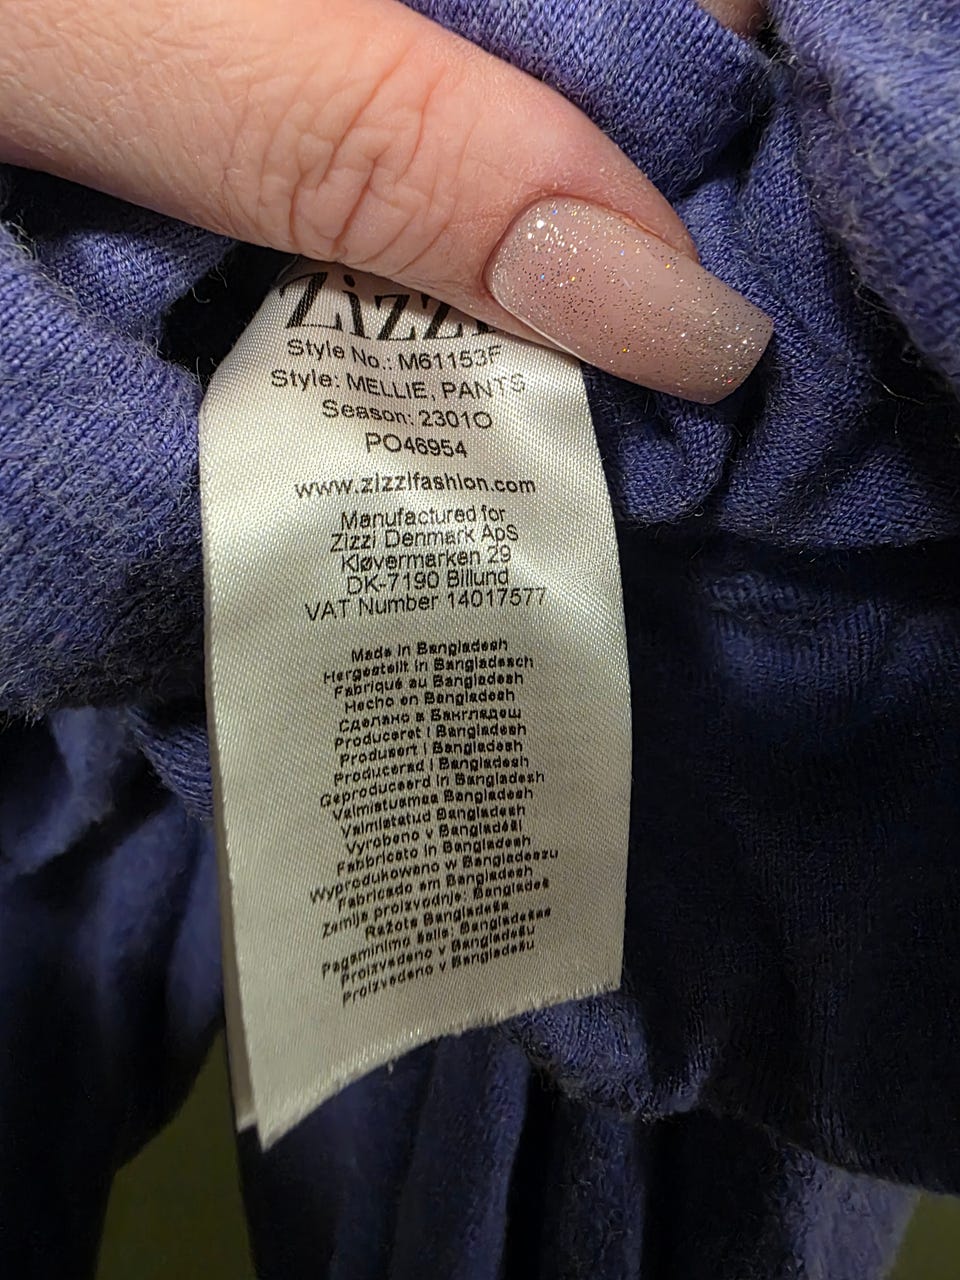 Zizzi
Style No.: M61153F
Style: MELLIE, PANTS
Season: 2301O
PO46954
www.zizzifashion.com
Manufactured for
Zizzi Denmark ApS
Kløvermarken 29
DK-7190 Billund
VAT Number 14017577
Made in Bangladesh
Hergestellt in Bangladesch
Fabriqué au Bangladesh
Hecho en Bangladesh
Сделано в Бангладеш
Produceret i Bangladesh
Produsert i Bangladesh
Producerad i Bangladesh
Geproduceerd in Bangladesh
Valmistusmaa Bangladesh
Valmistatud Bangladesh
Vyrobeno v Bangladéši
Fabbricato in Bangladesh
Wyprodukowano w Bangladeszu
Fabricado em Bangladesh
Zemlja proizvodnje: Bangladeš
Ražots Bangladeša
Pagaminimo šalis: Bangladešas
Proizvedeno v Bangladešu
Proizvedeno v Bangladešu